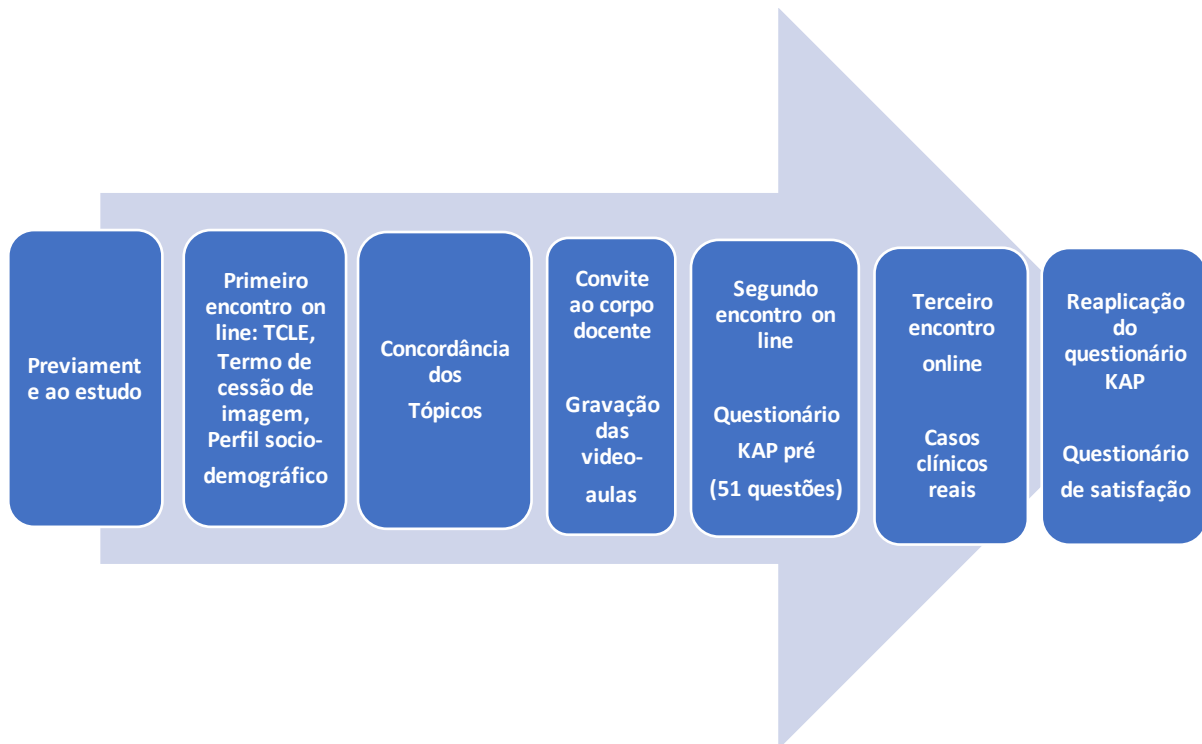 Previament
e ao estudo
Primeiro
encontro on
line: TCLE,
Termo de
cessão de
imagem,
Perfil socio-
demográfico
Concordância
dos
Tópicos
Convite
ao corpo
docente
Gravação
das
video-
aulas
Segundo
encontro on
line
Questionário
KAP pré
(51 questões)
Terceiro
encontro
online
Casos
clínicos
reais
Reaplicação
do
questionário
KAP
Questionário
de satisfação